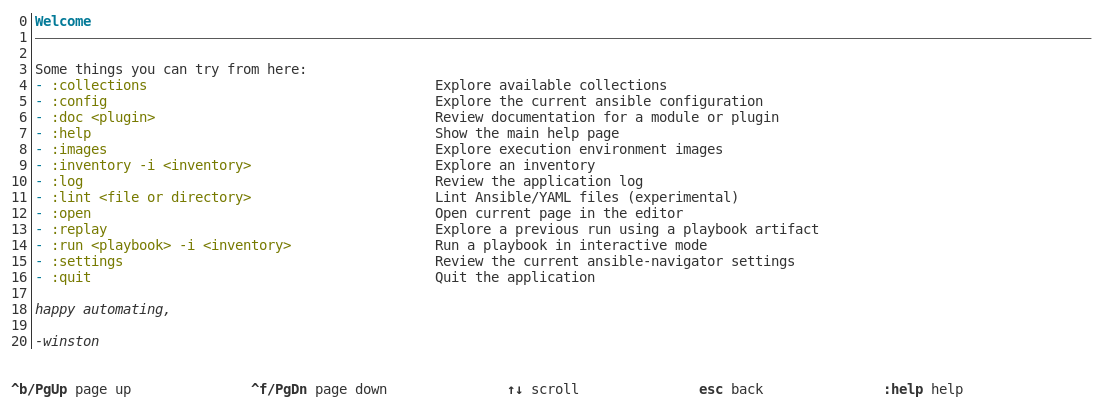 0 Welcome
1
2
3 Some things you can try from here:
4 - :collections Explore available collections
5 - :config Explore the current ansible configuration
6 - :doc <plugin> Review documentation for a module or plugin
7 - :help Show the main help page
8 - :images Explore execution environment images
9 - :inventory -i <inventory> Explore an inventory
10 - :log Review the application log
11 - :lint <file or directory> Lint Ansible/YAML files (experimental)
12 - :open Open current page in the editor
13 - :replay Explore a previous run using a playbook artifact
14 - :run <playbook> -i <inventory> Run a playbook in interactive mode
15 - :settings Review the current ansible-navigator settings
16 - :quit Quit the application
17
18 happy automating,
19
20 -winston
^b/PgUp page up ^f/PgDn page down ↑↓ scroll esc back :help help